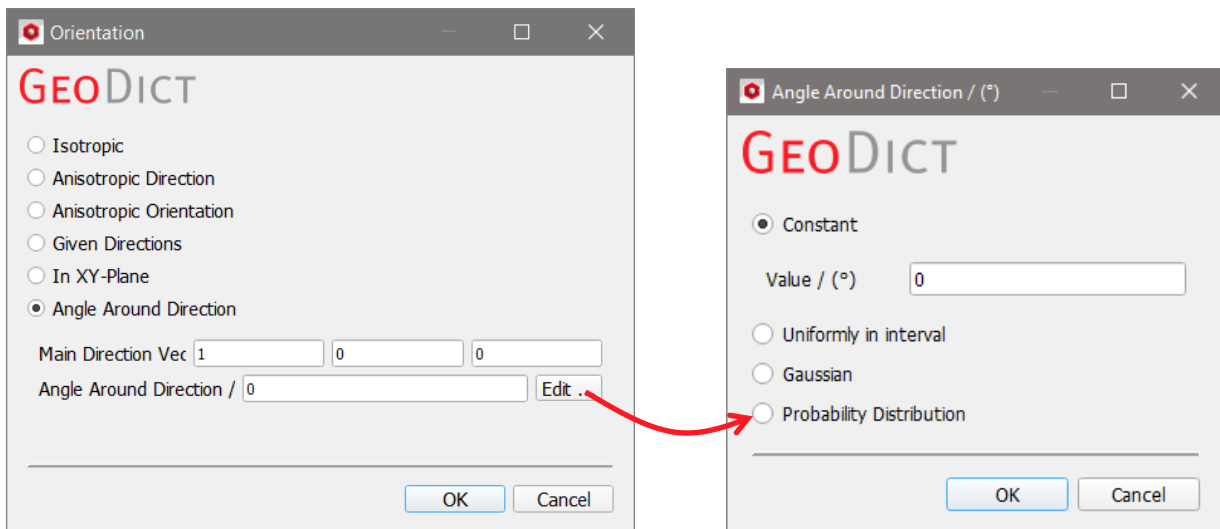 Orientation
GEODICT
Isotropic
Anisotropic Direction
Anisotropic Orientation
Given Directions
In XY-Plane
Angle Around Direction
Main Direction Vec 1 0 0
Angle Around Direction / 0 Edit ...
OK Cancel
Angle Around Direction / (°)
GEODICT
Constant
Value / (°) 0
Uniformly in interval
Gaussian
Probability Distribution
OK Cancel